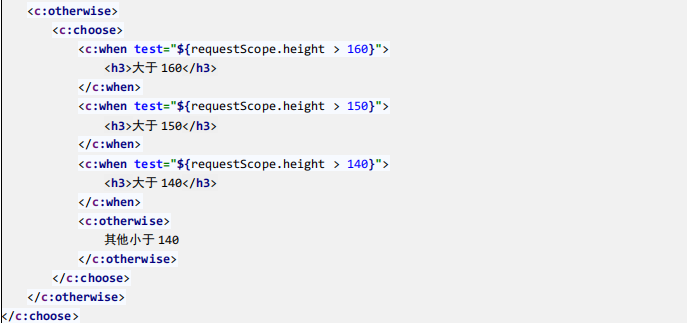 <c:otherwise>
<c:choose>
<c:when test="${requestScope.height > 160}">
<h3>大于 160</h3>
</c:when>
<c:when test="${requestScope.height > 150}">
<h3>大于 150</h3>
</c:when>
<c:when test="${requestScope.height > 140}">
<h3>大于 140</h3>
</c:when>
<c:otherwise>
其他小于 140
</c:otherwise>
</c:choose>
</c:otherwise>
</c:choose>